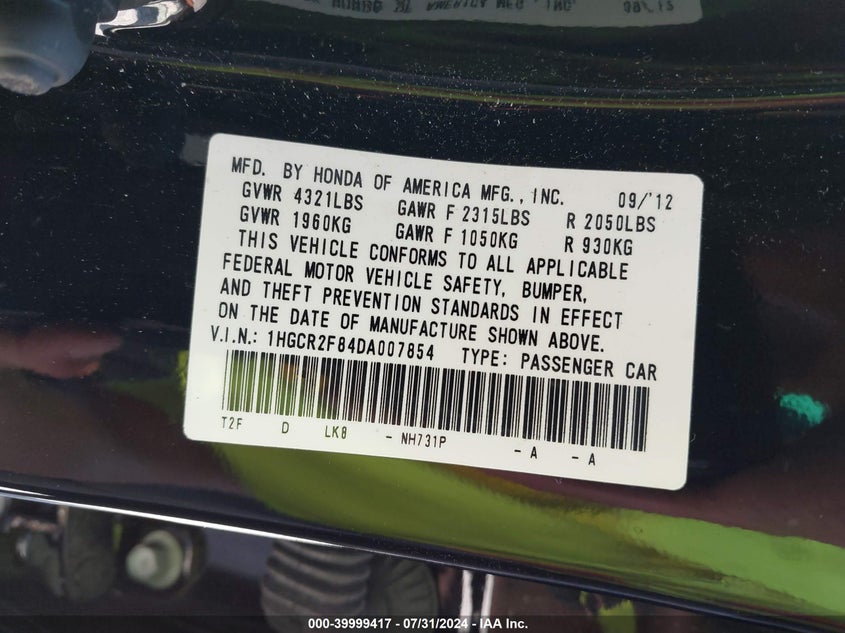 MFD. BY HONDA OF AMERICA MFG., INC. 09/'12
GVWR 4321LBS GAWR F 2315LBS R 2050LBS
GVWR 1960KG GAWR F 1050KG R 930KG
THIS VEHICLE CONFORMS TO ALL APPLICABLE
FEDERAL MOTOR VEHICLE SAFETY, BUMPER,
AND THEFT PREVENTION STANDARDS IN EFFECT
ON THE DATE OF MANUFACTURE SHOWN ABOVE.
V.I.N.: 1HGCR2F84DA007854 TYPE: PASSENGER CAR
T2F D LK8 - NH731P - A - A
000-39999417 - 07/31/2024 - IAA Inc.